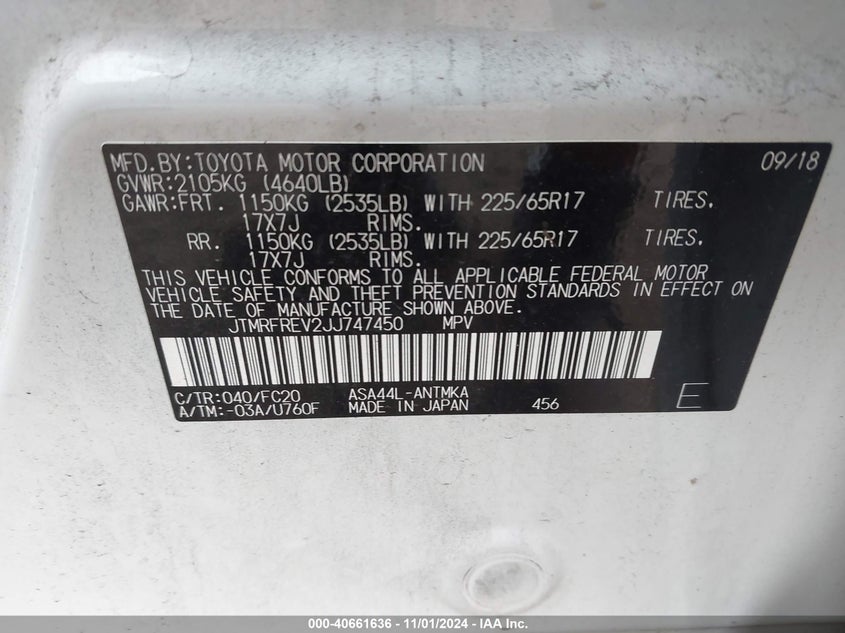 MFD.BY:TOYOTA MOTOR CORPORATION 09/18
GVWR:2105KG (4640LB)
GAWR:FRT. 1150KG (2535LB) WITH 225/65R17 TIRES.
17X7J RIMS.
RR. 1150KG (2535LB) WITH 225/65R17 TIRES.
17X7J RIMS.
THIS VEHICLE CONFORMS TO ALL APPLICABLE FEDERAL MOTOR
VEHICLE SAFETY AND THEFT PREVENTION STANDARDS IN EFFECT ON
THE DATE OF MANUFACTURE SHOWN ABOVE.
JTMRFREV2JJ747450 MPV
C/TR:040/FC20 ASA44L-ANTMKA
A/TM:-03A/U760F MADE IN JAPAN 456 E
000-40661636 - 11/01/2024 - IAA Inc.